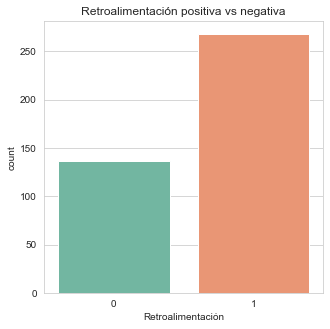 Retroalimentación positiva vs negativa
250
200
150
100
50
0
count
0 1
Retroalimentación